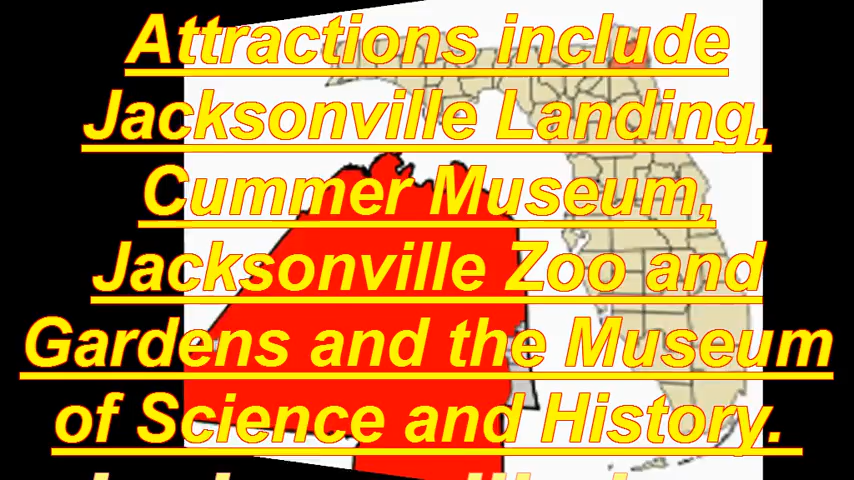 Attractions include
Jacksonville Landing,
Cummer Museum,
Jacksonville Zoo and
Gardens and the Museum
of Science and History.